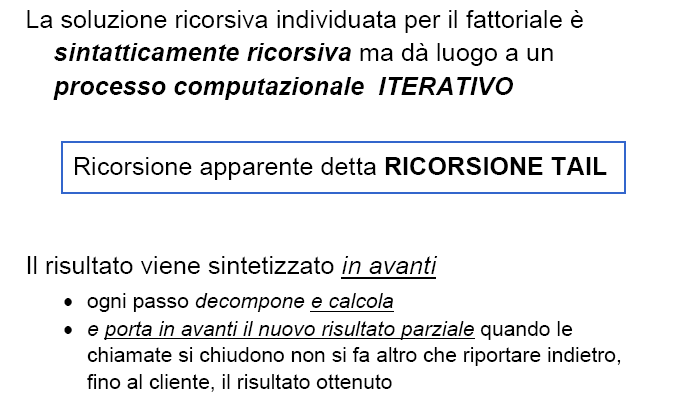 La soluzione ricorsiva individuata per il fattoriale è
sintatticamente ricorsiva ma dà luogo a un
processo computazionale ITERATIVO
Ricorsione apparente detta RICORSIONE TAIL
Il risultato viene sintetizzato in avanti
• ogni passo decompone e calcola
• e porta in avanti il nuovo risultato parziale quando le
chiamate si chiudono non si fa altro che riportare indietro,
fino al cliente, il risultato ottenuto